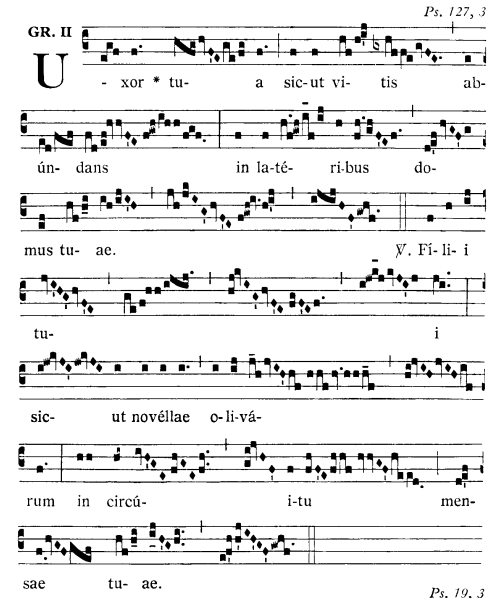 Ps. 127, 3
GR. II
U - xor * tu- a sic-ut vi- tis ab-
ún- dans in la-té- ri-bus do-
mus tu- ae. ℣. Fí- li- i
tu- i
sic- ut novéllae o-li-vá-
rum in circú- i-tu men-
sae tu- ae.
Ps. 19, 3